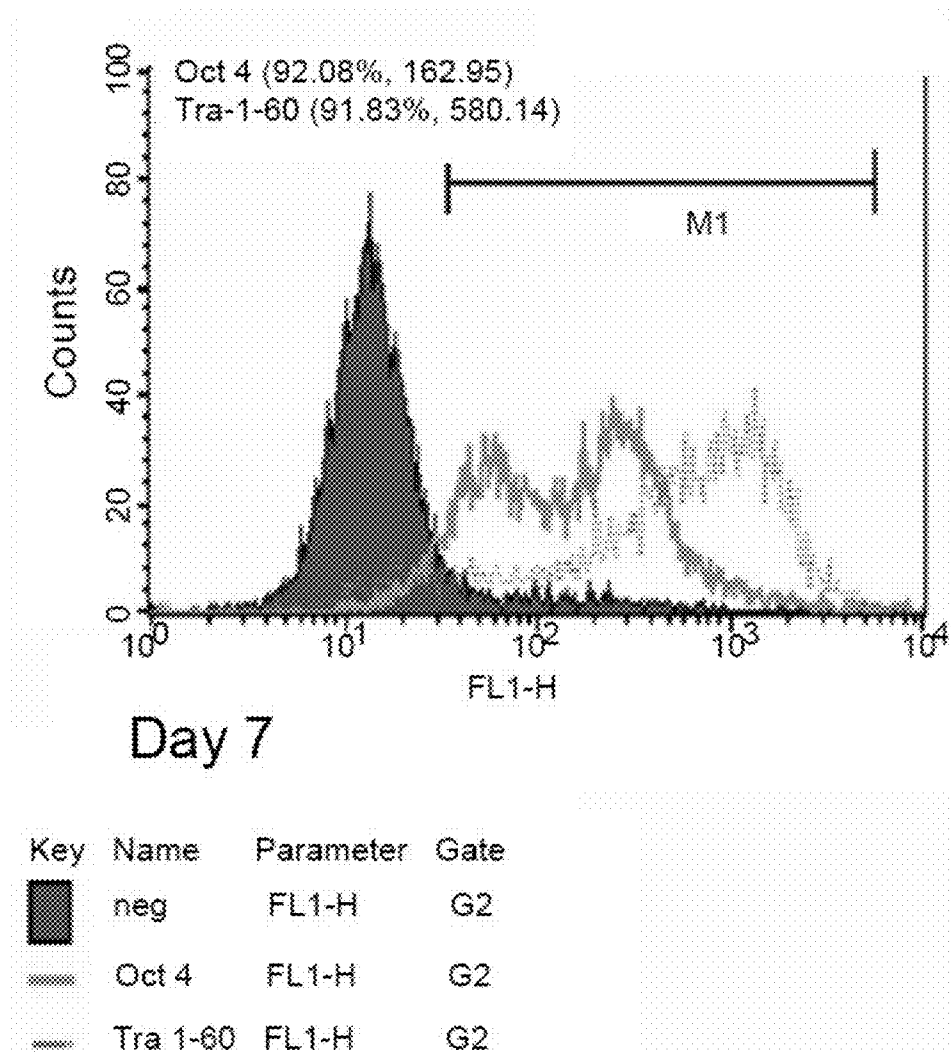 Oct 4 (92.08%, 162.95)
Tra-1-60 (91.83%, 580.14)
100
80
60
40
20
0
Counts
M1
10^0 10^1 10^2 10^3 10^4
FL1-H
Day 7
Key Name Parameter Gate
neg FL1-H G2
Oct 4 FL1-H G2
Tra 1-60 FL1-H G2